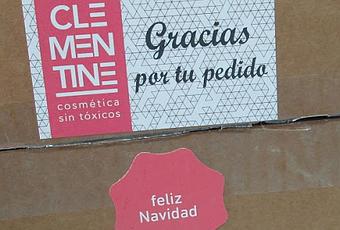 CLE
MEN
TINE
cosmética
sin tóxicos
Gracias
por tu pedido
feliz
Navidad